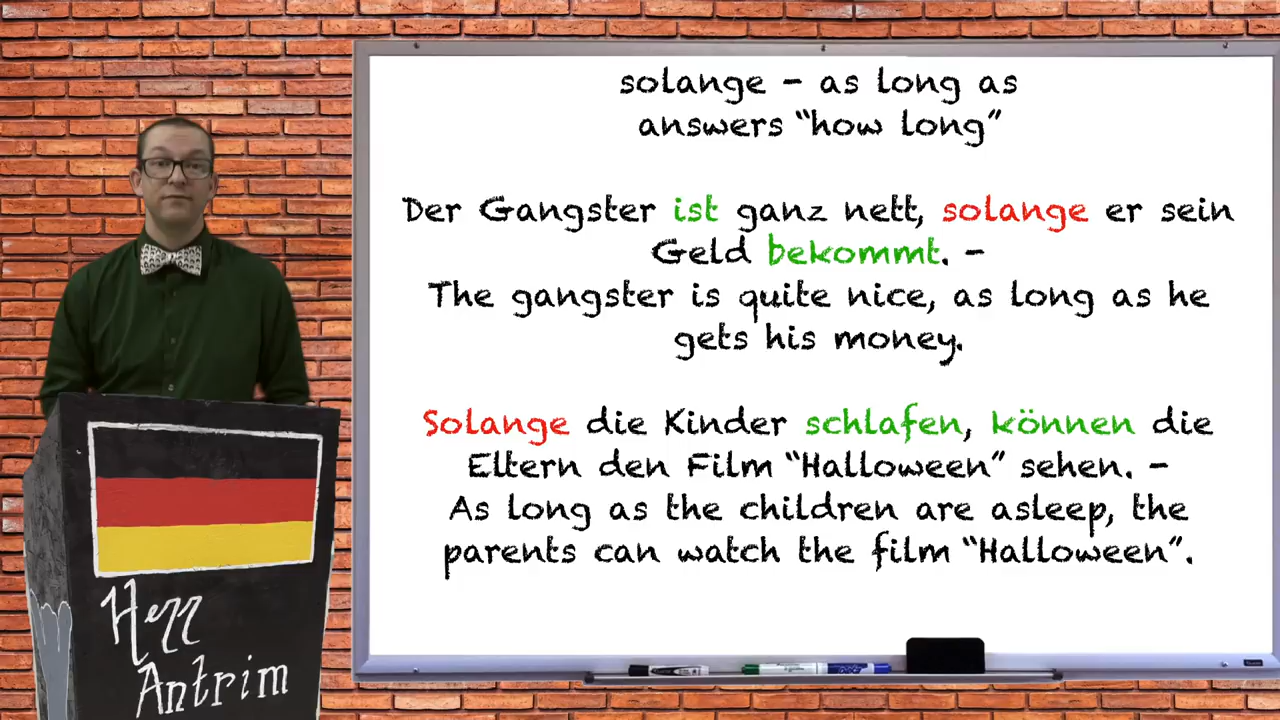 solange - as long as
answers "how long"
Der Gangster ist ganz nett, solange er sein
Geld bekommt. -
The gangster is quite nice, as long as he
gets his money.
Solange die Kinder schlafen, können die
Eltern den Film "Halloween" sehen. -
As long as the children are asleep, the
parents can watch the film "Halloween".
Herr
Antrim